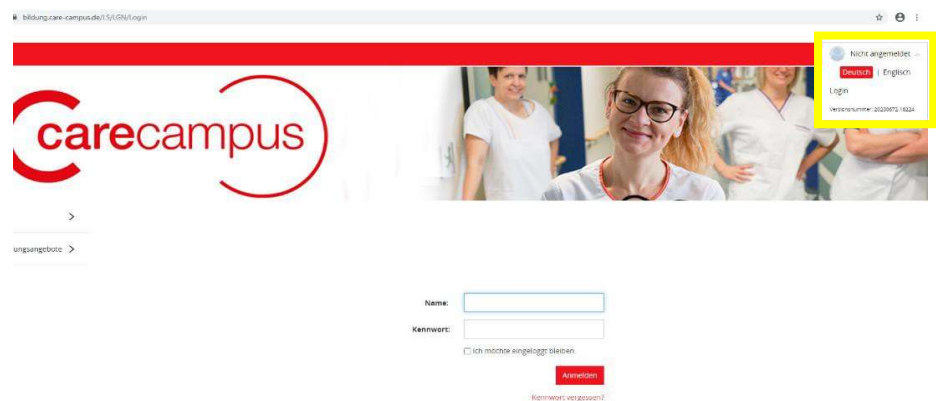 bildung.care-campus.de/LS/LGN/Login
Nicht angemeldet
Deutsch | Englisch
Login
carecampus
ungsangebote
Name:
Kennwort:
Ich möchte eingeloggt bleiben
Anmelden
Kennwort vergessen?